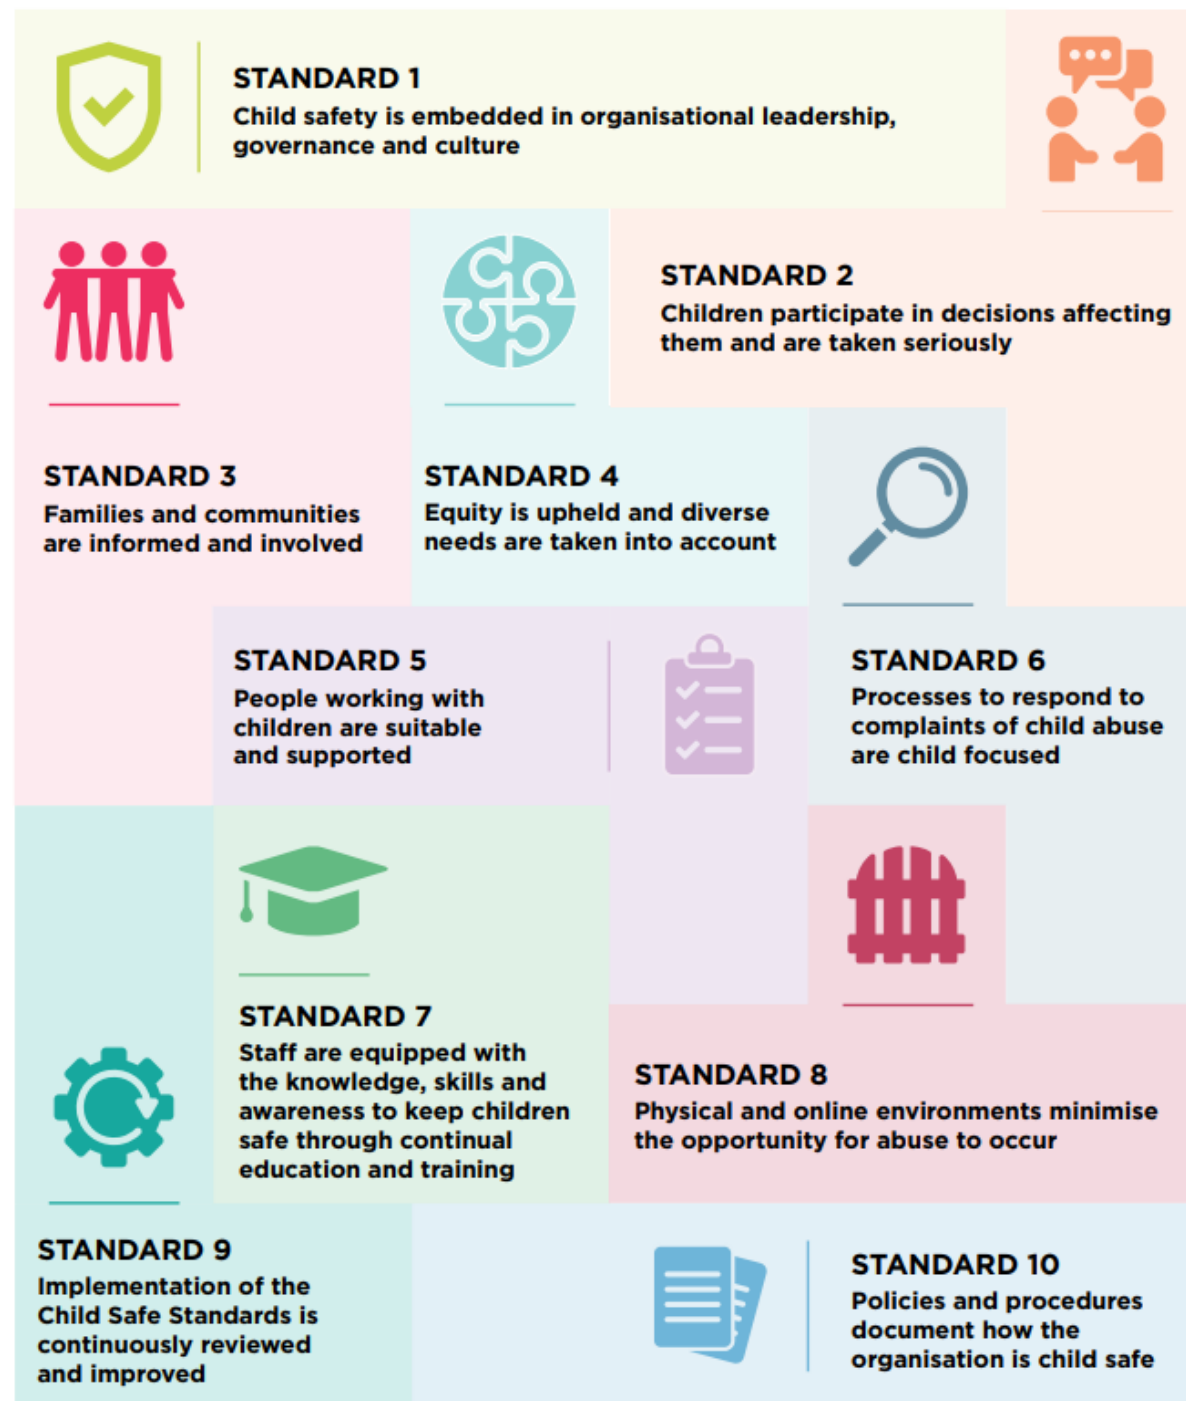 STANDARD 1
Child safety is embedded in organisational leadership,
governance and culture
STANDARD 2
Children participate in decisions affecting
them and are taken seriously
STANDARD 3
Families and communities
are informed and involved
STANDARD 4
Equity is upheld and diverse
needs are taken into account
STANDARD 5
People working with
children are suitable
and supported
STANDARD 6
Processes to respond to
complaints of child abuse
are child focused
STANDARD 7
Staff are equipped with
the knowledge, skills and
awareness to keep children
safe through continual
education and training
STANDARD 8
Physical and online environments minimise
the opportunity for abuse to occur
STANDARD 9
Implementation of the
Child Safe Standards is
continuously reviewed
and improved
STANDARD 10
Policies and procedures
document how the
organisation is child safe